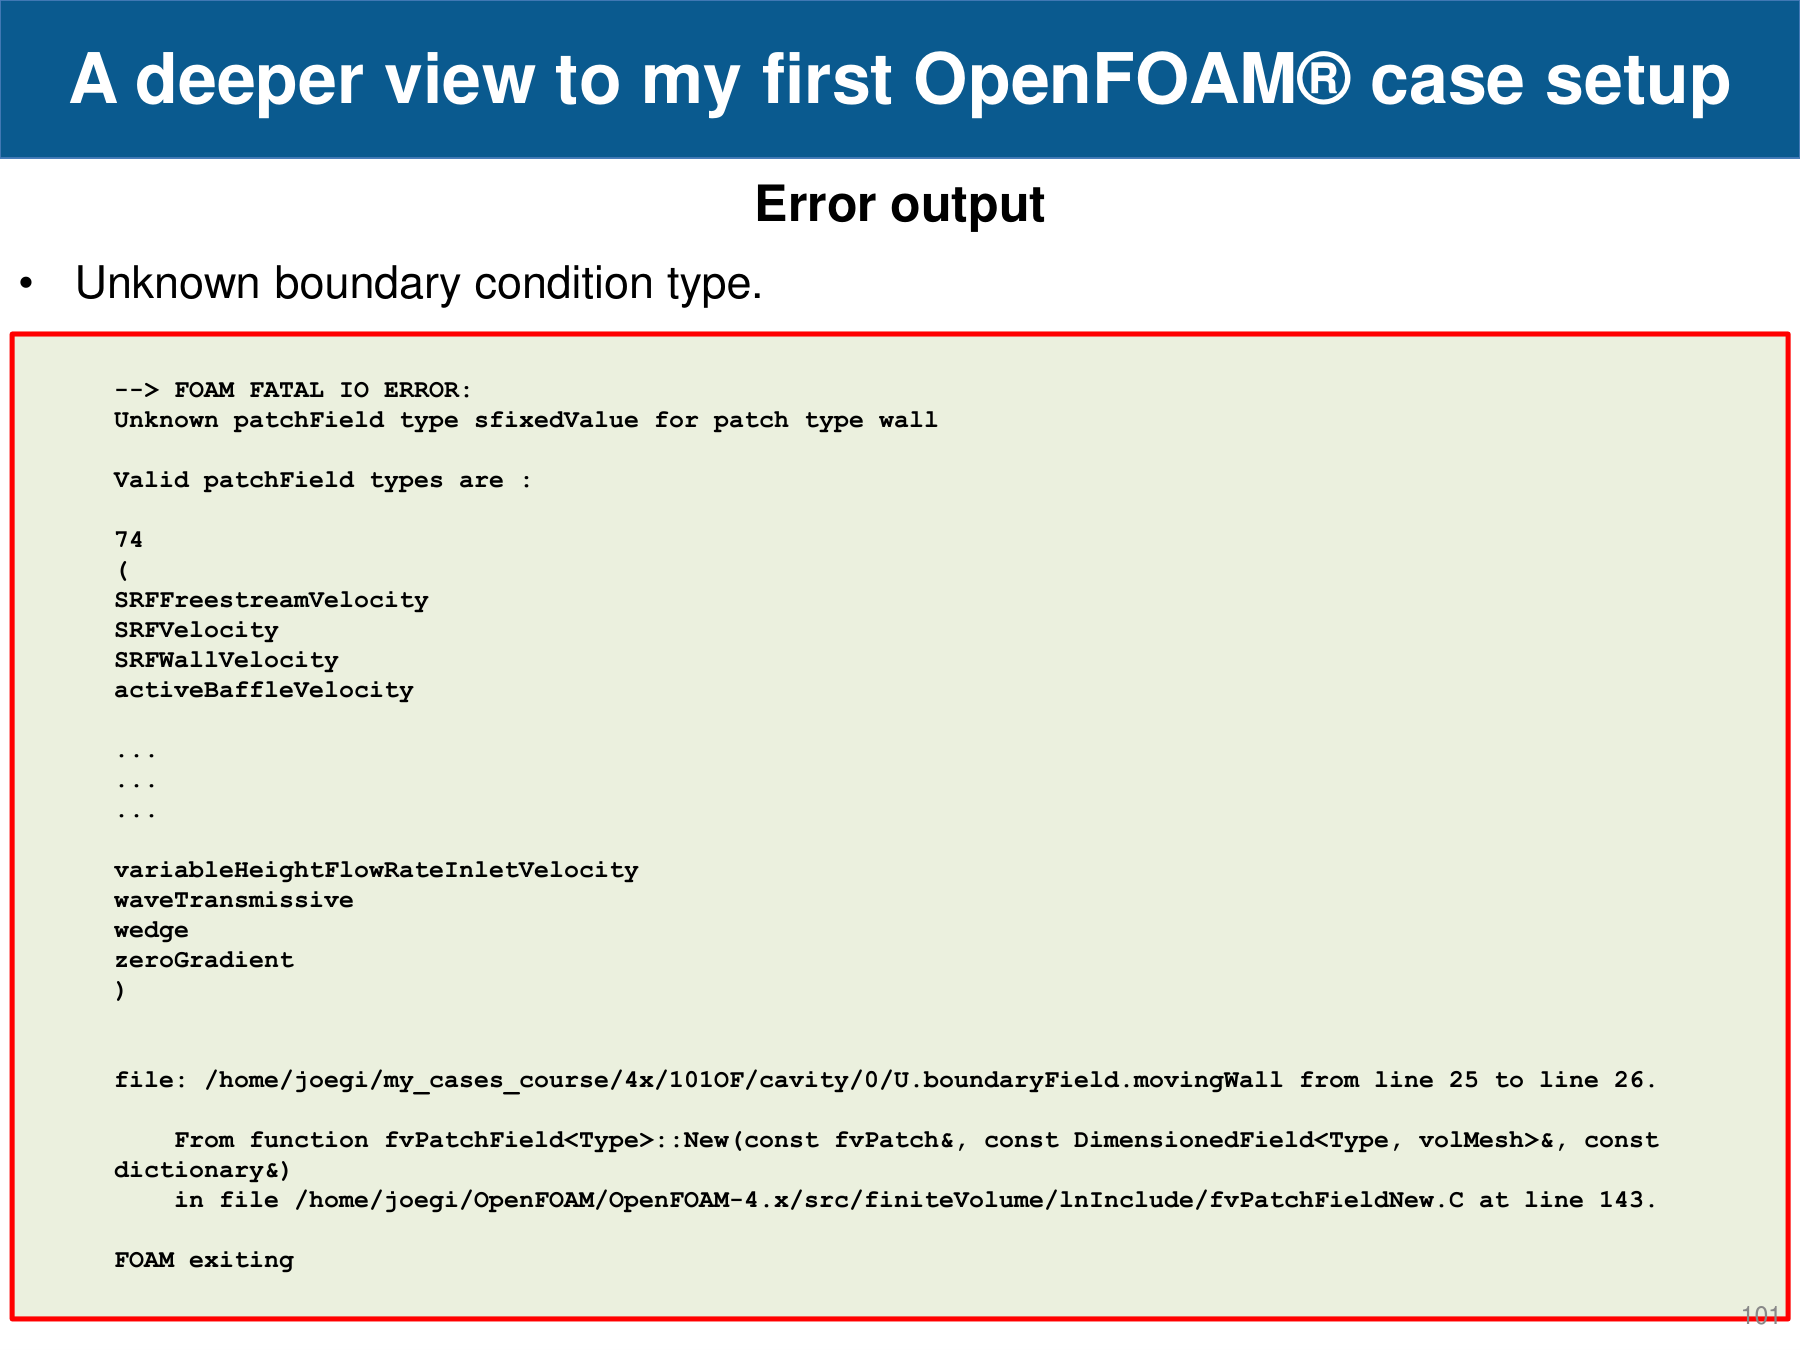 A deeper view to my first OpenFOAM® case setup
Error output
• Unknown boundary condition type.
--> FOAM FATAL IO ERROR:
Unknown patchField type sfixedValue for patch type wall
Valid patchField types are :
74
(
SRFFreestreamVelocity
SRFVelocity
SRFWallVelocity
activeBaffleVelocity
...
...
...
variableHeightFlowRateInletVelocity
waveTransmissive
wedge
zeroGradient
)
file: /home/joegi/my_cases_course/4x/101OF/cavity/0/U.boundaryField.movingWall from line 25 to line 26.
From function fvPatchField<Type>::New(const fvPatch&, const DimensionedField<Type, volMesh>&, const
dictionary&)
in file /home/joegi/OpenFOAM/OpenFOAM-4.x/src/finiteVolume/lnInclude/fvPatchFieldNew.C at line 143.
FOAM exiting
101